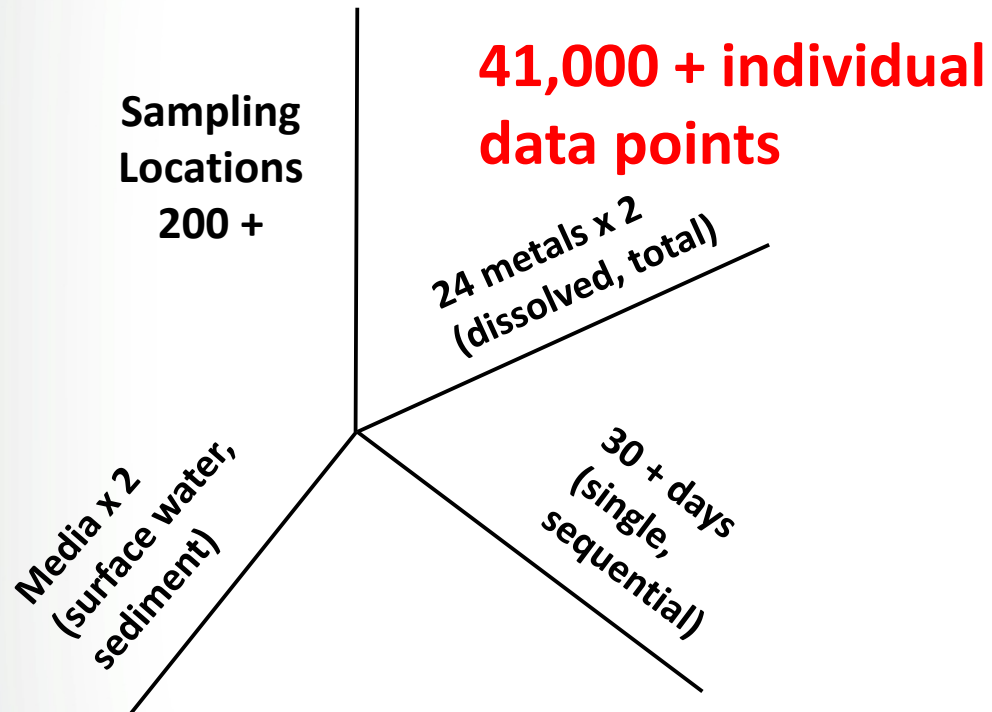 Sampling
Locations
200 +
41,000 + individual
data points
24 metals x 2
(dissolved, total)
30 + days
(single,
sequential)
Media x 2
(surface water,
sediment)